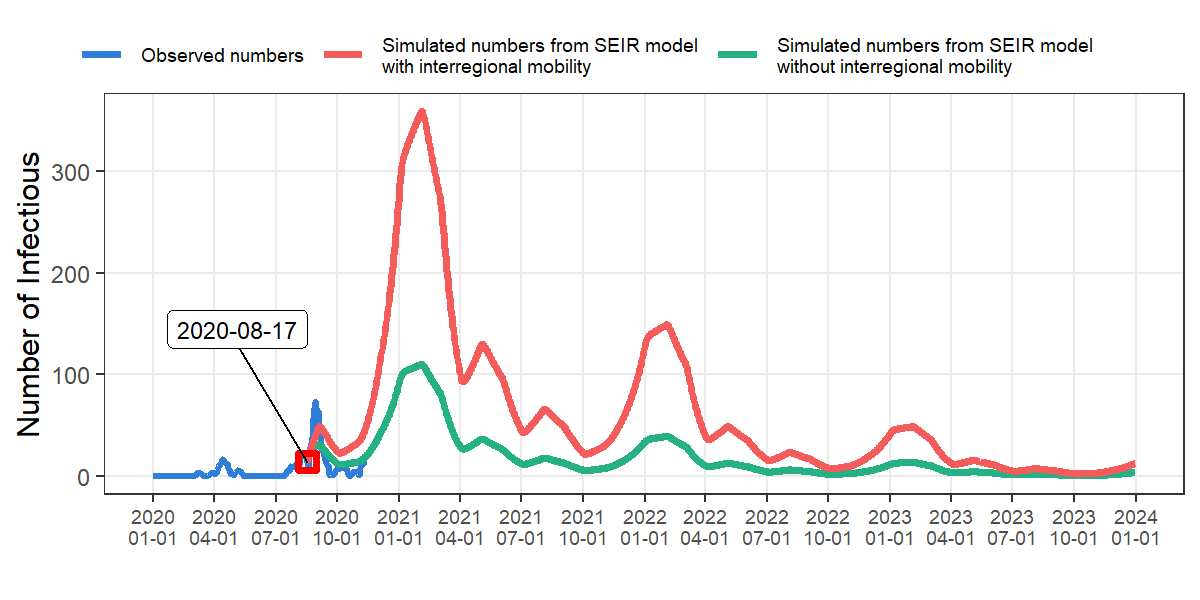 Observed numbers
Simulated numbers from SEIR model
with interregional mobility
Simulated numbers from SEIR model
without interregional mobility
Number of Infectious
300
200
100
0
2020-08-17
2020 2020 2020 2020 2021 2021 2021 2021 2022 2022 2022 2022 2023 2023 2023 2023 2024
01-01 04-01 07-01 10-01 01-01 04-01 07-01 10-01 01-01 04-01 07-01 10-01 01-01 04-01 07-01 10-01 01-01